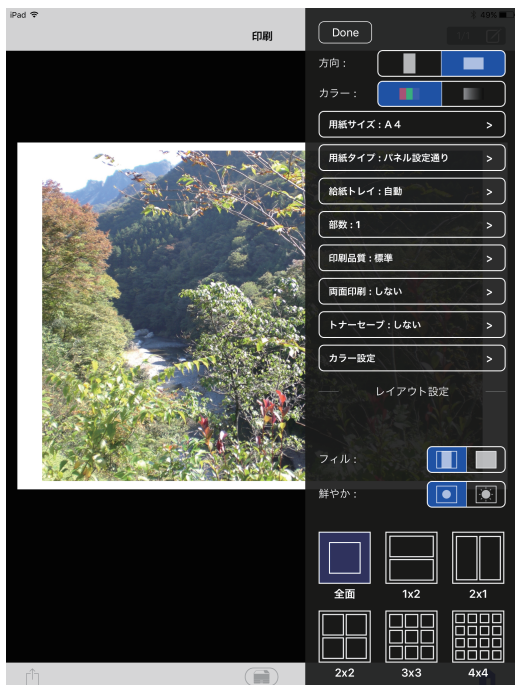 iPad 49%
印刷
Done
1/1
方向：
カラー：
用紙サイズ：A4 >
用紙タイプ：パネル設定通り >
給紙トレイ：自動 >
部数：1 >
印刷品質：標準 >
両面印刷：しない >
トナーセーブ：しない >
カラー設定 >
レイアウト設定
フィル：
鮮やか：
全面 1x2 2x1
2x2 3x3 4x4